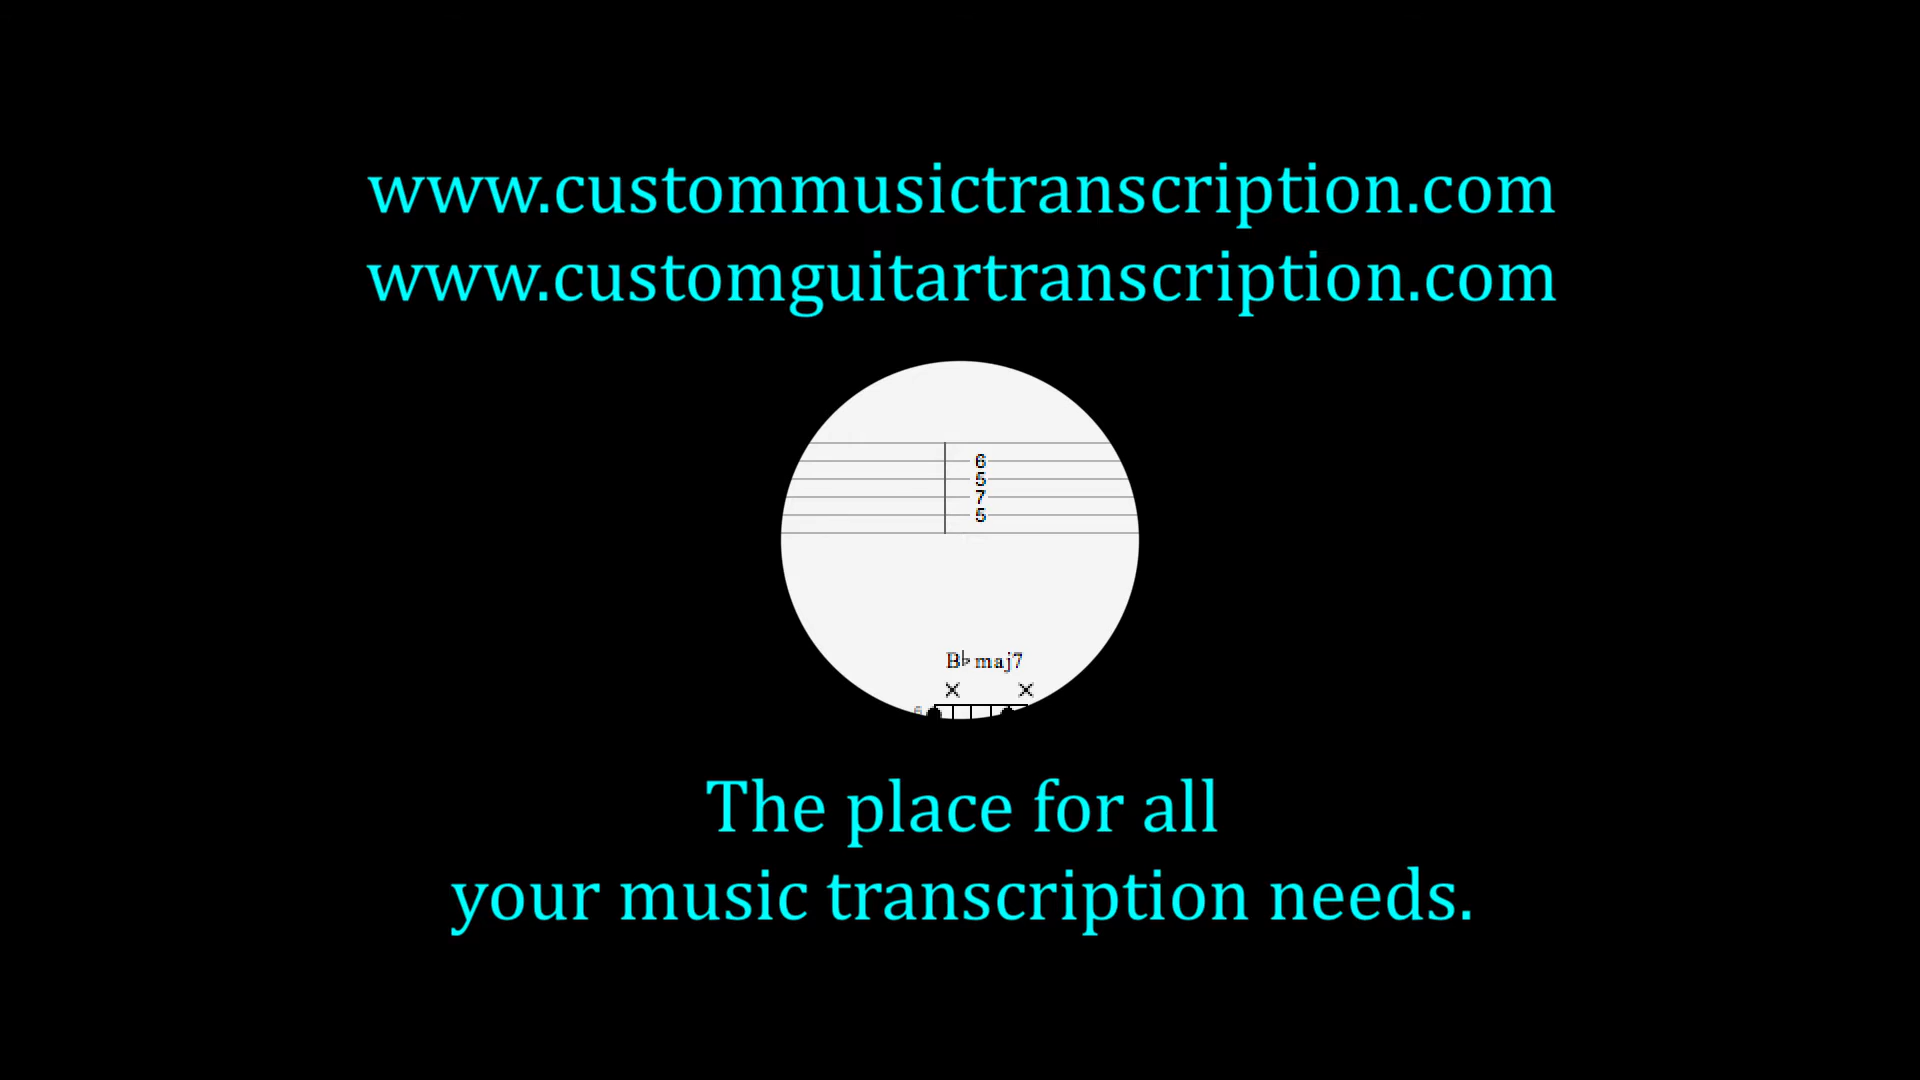 www.custommusictranscription.com
www.customguitartranscription.com
6
5
7
5
B♭maj7
x x
6
The place for all
your music transcription needs.